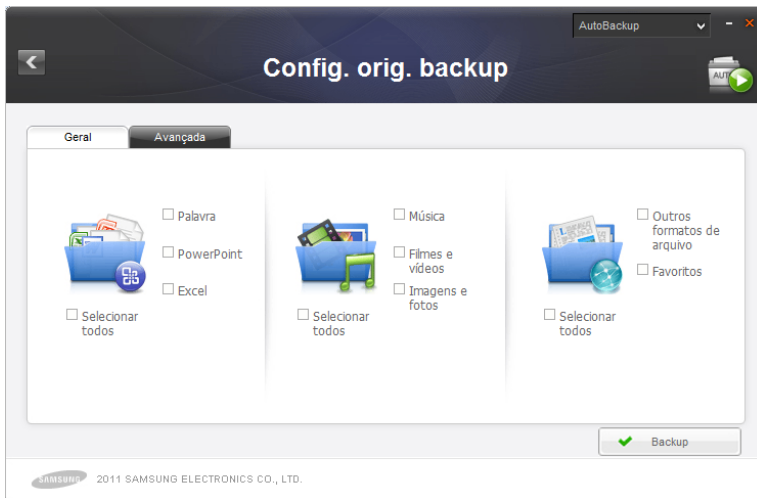 AutoBackup
Config. orig. backup
AUTO
Geral
Avançada
Palavra
PowerPoint
Excel
Selecionar
todos
Música
Filmes e
vídeos
Imagens e
fotos
Selecionar
todos
Outros
formatos de
arquivo
Favoritos
Selecionar
todos
Backup
SAMSUNG
2011 SAMSUNG ELECTRONICS CO., LTD.